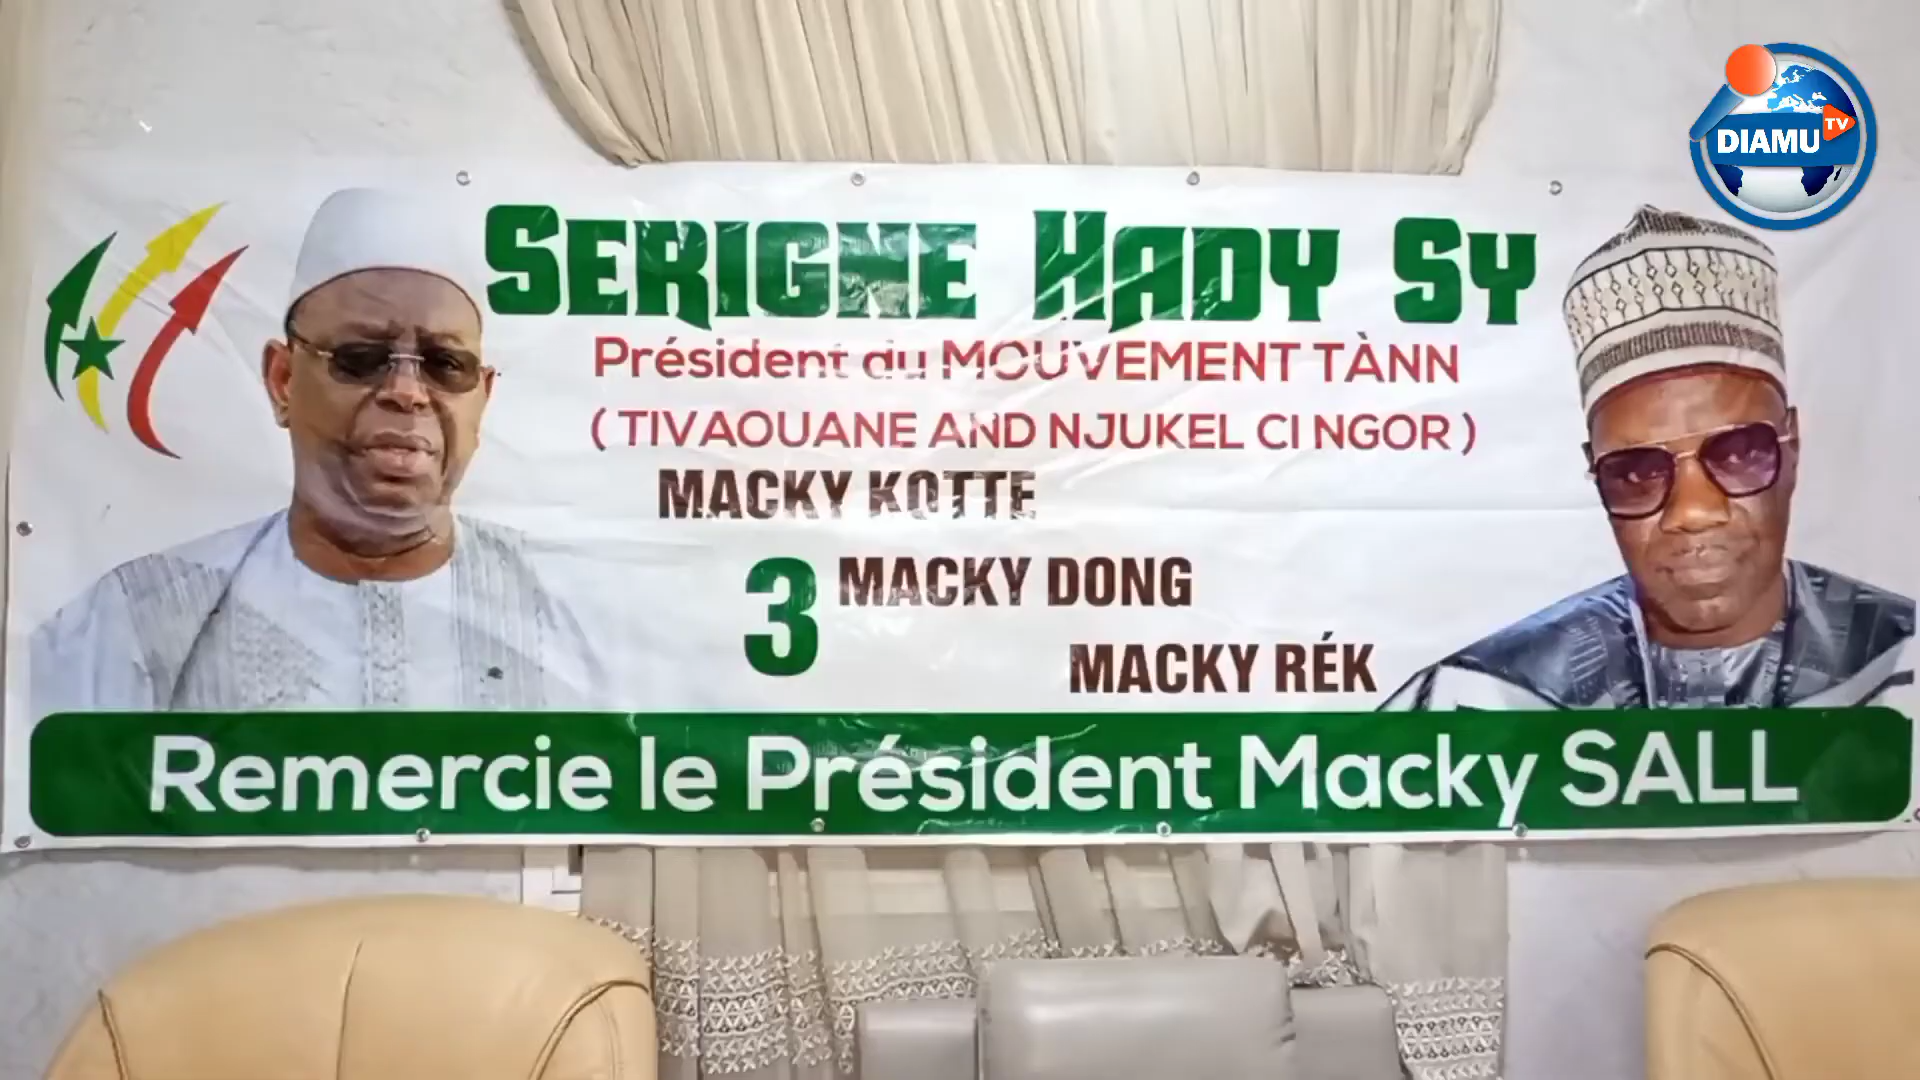 DIAMU TV
SERIGNE HADY SY
Président du MOUVEMENT TÀNN
( TIVAOUANE AND NJUKEL CI NGOR )
MACKY KOTTE
3 MACKY DONG
MACKY RÉK
Remercie le Président Macky SALL